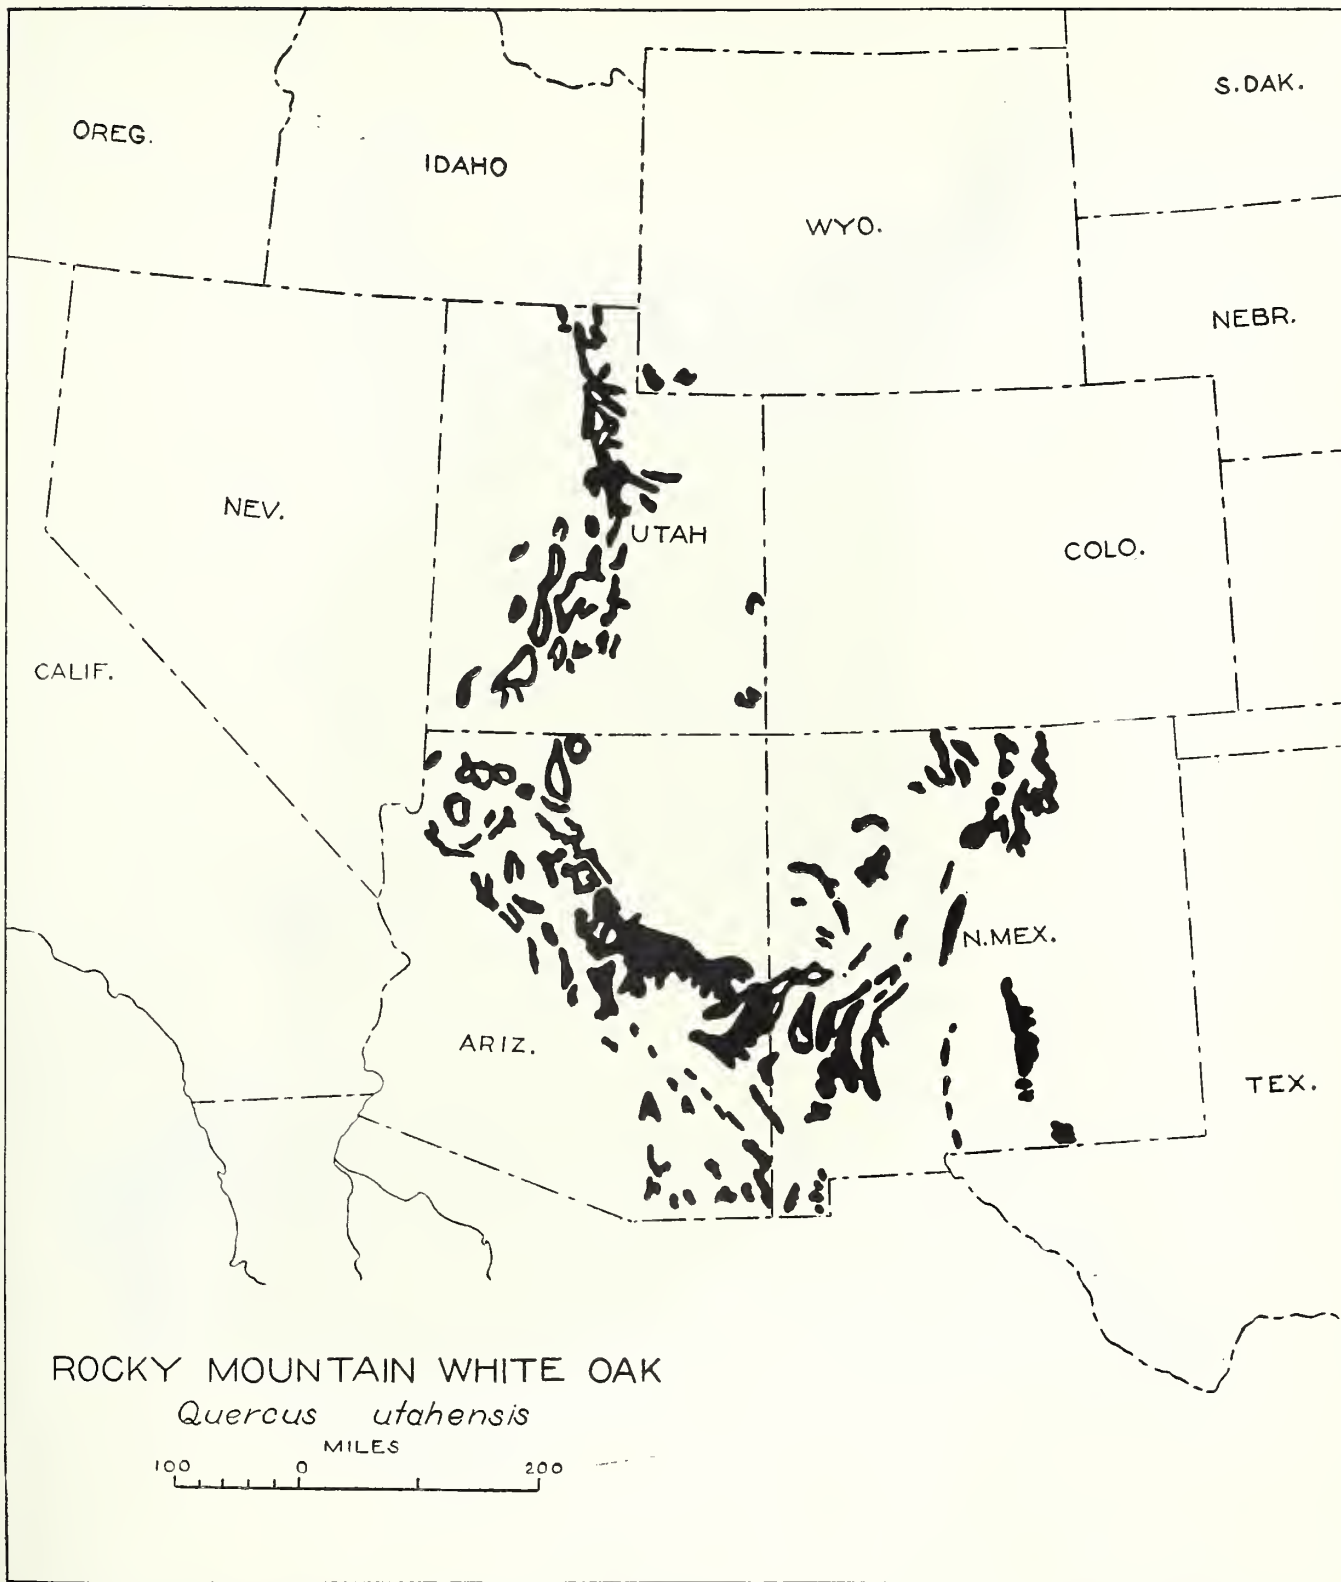 S.DAK.
OREG.
IDAHO
WYO.
NEBR.
NEV.
UTAH
COLO.
CALIF.
N.MEX.
ARIZ.
TEX.
ROCKY MOUNTAIN WHITE OAK
Quercus utahensis
MILES
100 0 200